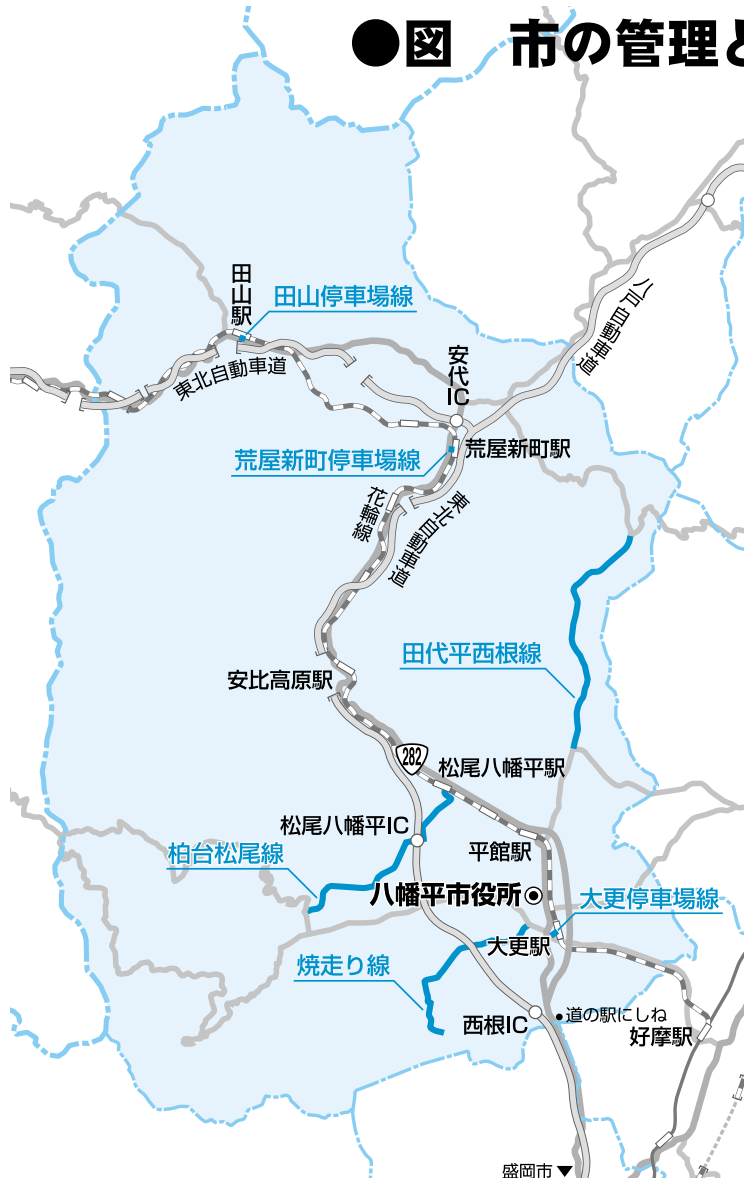 ●図　市の管理と
田山駅
田山停車場線
八戸自動車道
東北自動車道
安代IC
荒屋新町駅
荒屋新町停車場線
花輪線
東北自動車道
田代平西根線
安比高原駅
282
松尾八幡平駅
松尾八幡平IC
平館駅
柏台松尾線
八幡平市役所
大更停車場線
大更駅
焼走り線
西根IC
道の駅にしね
好摩駅
盛岡市▼